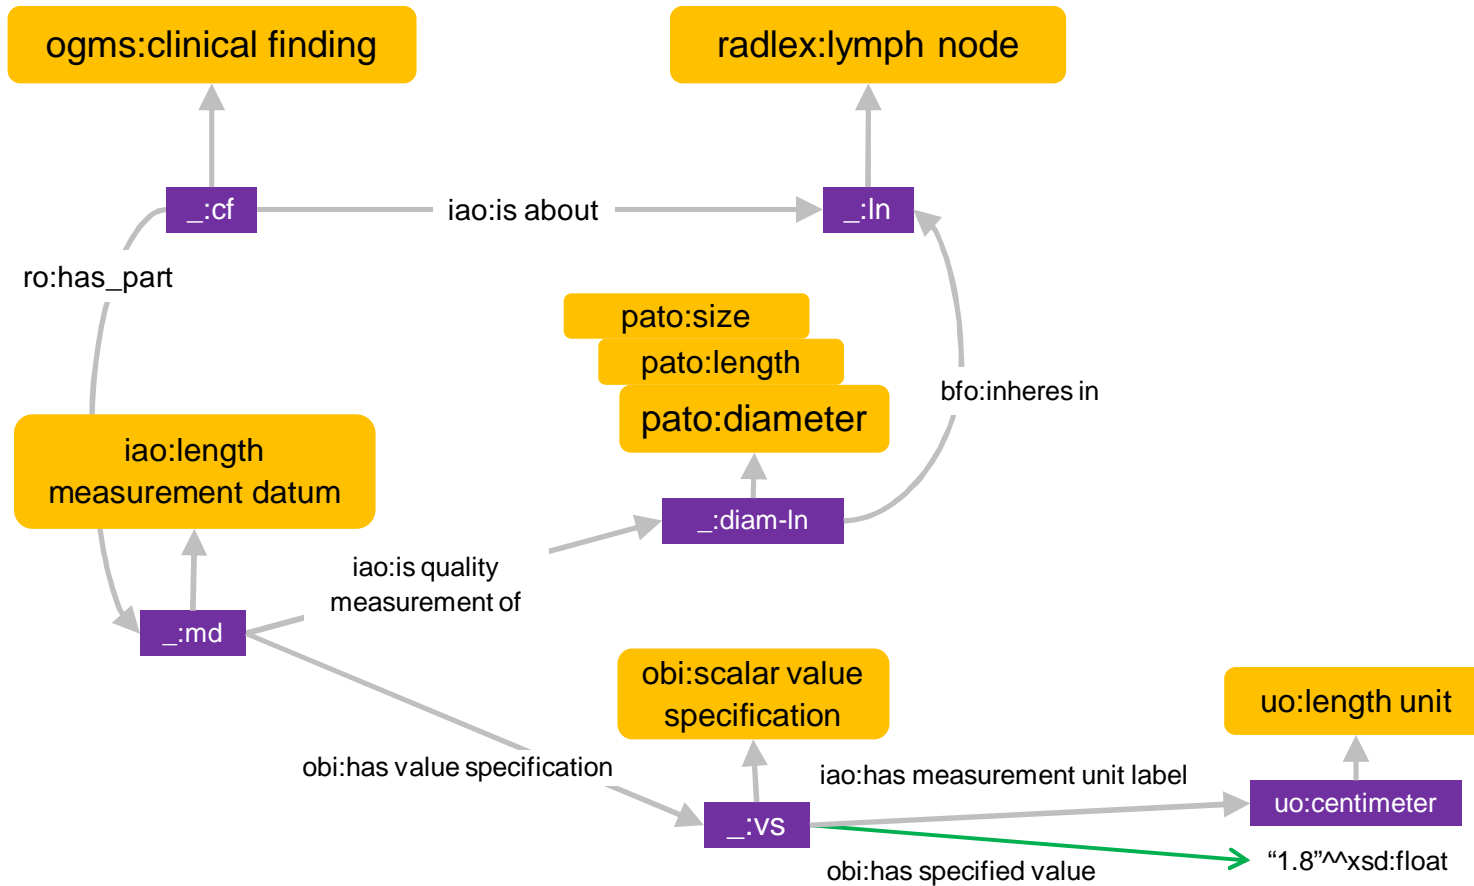 ogms:clinical finding
radlex:lymph node
_:cf
iao:is about
_:ln
ro:has_part
pato:size
pato:length
pato:diameter
bfo:inheres in
iao:length
measurement datum
_:diam-ln
iao:is quality
measurement of
_:md
obi:scalar value
specification
uo:length unit
obi:has value specification
iao:has measurement unit label
uo:centimeter
_:vs
obi:has specified value
“1.8”^^xsd:float